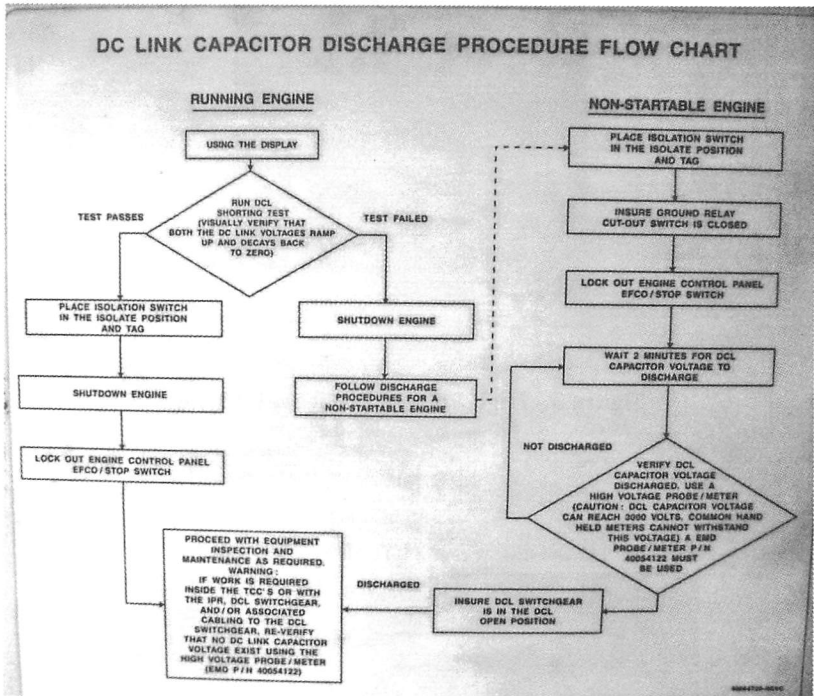 DC LINK CAPACITOR DISCHARGE PROCEDURE FLOW CHART
RUNNING ENGINE
USING THE DISPLAY
RUN DCL
SHORTING TEST
(VISUALLY VERIFY THAT
BOTH THE DC LINK VOLTAGES RAMP
UP AND DECAYS BACK
TO ZERO)
TEST PASSES
TEST FAILED
PLACE ISOLATION SWITCH
IN THE ISOLATE POSITION
AND TAG
SHUTDOWN ENGINE
LOCK OUT ENGINE CONTROL PANEL
EFCO/STOP SWITCH
SHUTDOWN ENGINE
FOLLOW DISCHARGE
PROCEDURES FOR A
NON-STARTABLE ENGINE
NON-STARTABLE ENGINE
PLACE ISOLATION SWITCH
IN THE ISOLATE POSITION
AND TAG
INSURE GROUND RELAY
CUT-OUT SWITCH IS CLOSED
LOCK OUT ENGINE CONTROL PANEL
EFCO/STOP SWITCH
WAIT 2 MINUTES FOR DCL
CAPACITOR VOLTAGE TO
DISCHARGE
NOT DISCHARGED
VERIFY DCL
CAPACITOR VOLTAGE
DISCHARGED. USE A
HIGH VOLTAGE PROBE/METER
(CAUTION: DCL CAPACITOR VOLTAGE
CAN REACH 3000 VOLTS. COMMON HAND
HELD METERS CANNOT WITHSTAND
THIS VOLTAGE) A EMD
PROBE/METER P/N
40054122 MUST
BE USED
INSURE DCL SWITCHGEAR
IS IN THE DCL
OPEN POSITION
DISCHARGED
PROCEED WITH EQUIPMENT
INSPECTION AND
MAINTENANCE AS REQUIRED.
WARNING:
IF WORK IS REQUIRED
INSIDE THE TCC'S OR WITH
THE IPR, DCL SWITCHGEAR,
AND/OR ASSOCIATED
CABLING TO THE DCL
SWITCHGEAR, RE-VERIFY
THAT NO DC LINK CAPACITOR
VOLTAGE EXIST USING THE
HIGH VOLTAGE PROBE/METER
(EMD P/N 40054122)